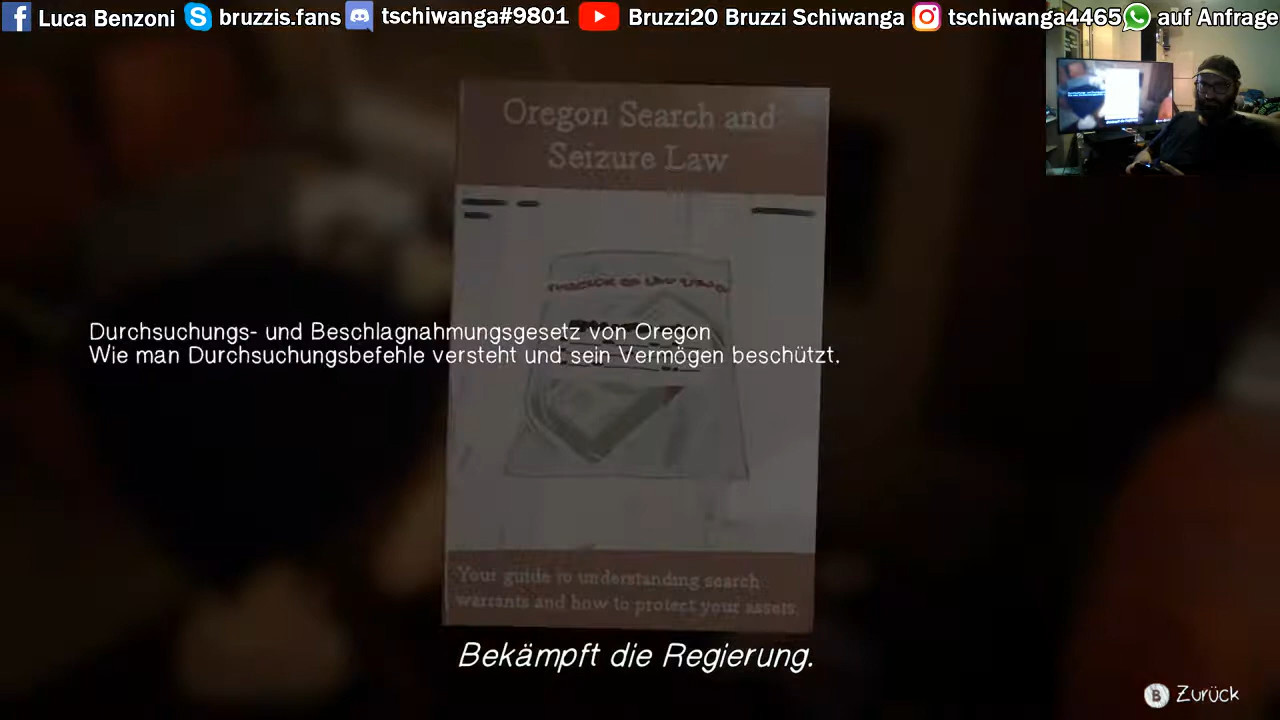 Luca Benzoni bruzzis.fans tschiwanga#9801 Bruzzi20 Bruzzi Schiwanga tschiwanga4465 auf Anfrage
Oregon Search and
Seizure Law
Durchsuchungs- und Beschlagnahmungsgesetz von Oregon
Wie man Durchsuchungsbefehle versteht und sein Vermögen beschützt.
Your guide to understanding search
warrants and how to protect your assets.
Bekämpft die Regierung.
B Zurück